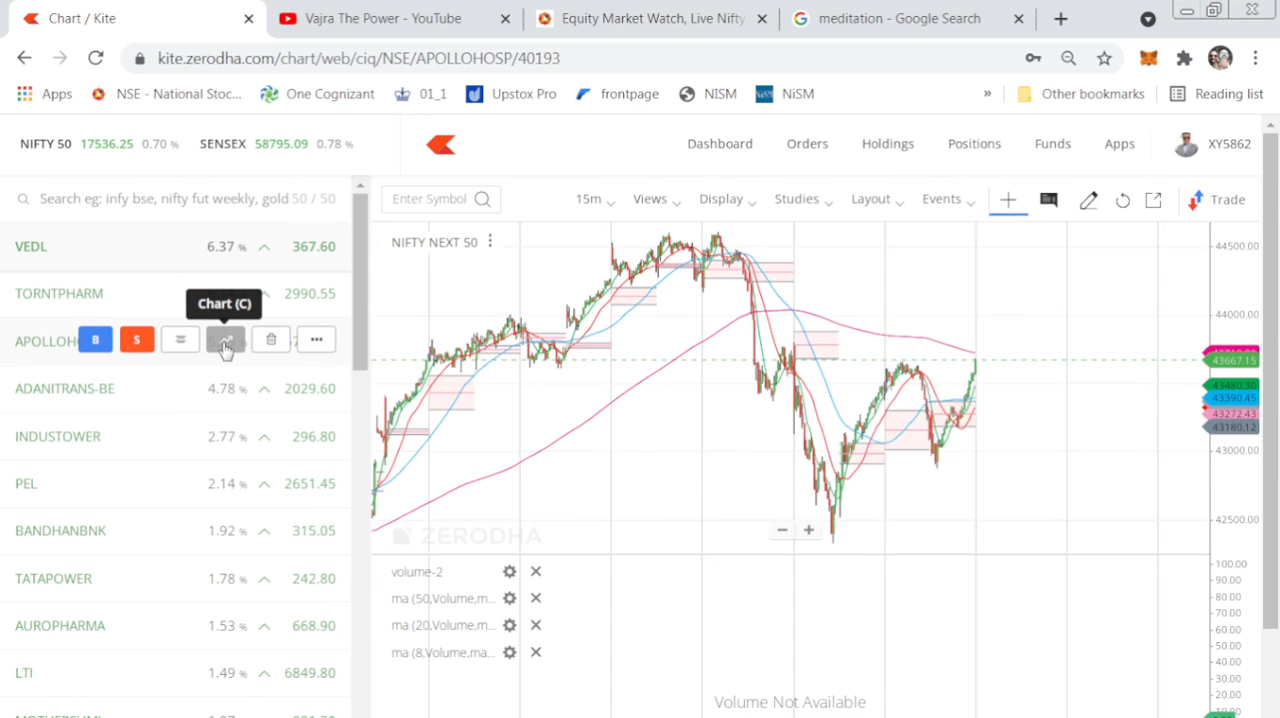 Chart / Kite
Vajra The Power - YouTube
Equity Market Watch, Live Nifty
meditation - Google Search
kite.zerodha.com/chart/web/ciq/NSE/APOLLOHOSP/40193
Apps
NSE - National Stoc...
One Cognizant
01_1
Upstox Pro
frontpage
NISM
NiSM
»
Other bookmarks
Reading list
NIFTY 50 17536.25 0.70 %
SENSEX 58795.09 0.78 %
Dashboard
Orders
Holdings
Positions
Funds
Apps
XY5862
Search eg: infy bse, nifty fut weekly, gold 50 / 50
Enter Symbol
15m
Views
Display
Studies
Layout
Events
Trade
VEDL 6.37 % 367.60
TORNTPHARM 2990.55
Chart (C)
APOLLOH
B
S
ADANITRANS-BE 4.78 % 2029.60
INDUSTOWER 2.77 % 296.80
PEL 2.14 % 2651.45
BANDHANBNK 1.92 % 315.05
TATAPOWER 1.78 % 242.80
AUROPHARMA 1.53 % 668.90
LTI 1.49 % 6849.80
NIFTY NEXT 50
44500.00
44000.00
43667.15
43480.30
43390.45
43272.43
43180.12
43000.00
42500.00
ZERODHA
volume-2
ma (50,Volume,m...
ma (20,Volume,m...
ma (8,Volume,ma...
Volume Not Available
100.00
90.00
80.00
70.00
60.00
50.00
40.00
30.00
20.00